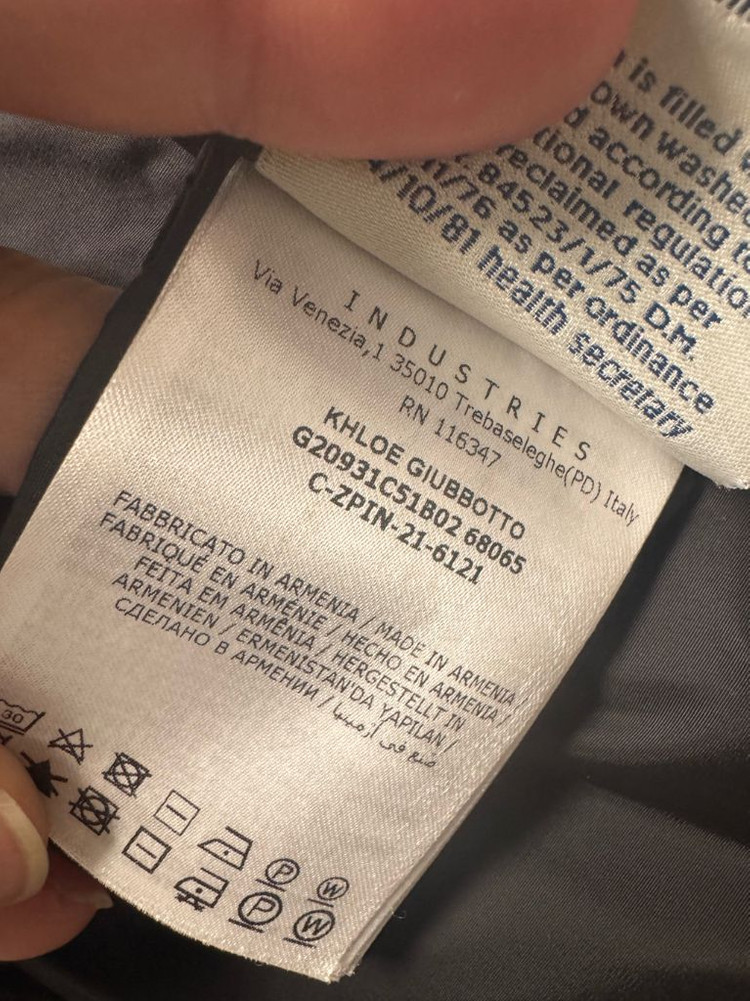 is filled
own washed
according to
tional regulation
reclaimed as per
84523/1/75 D.M.
1/76 as per ordinance
/10/81 health secretary
INDUSTRIES
Via Venezia,1 35010 Trebaseleghe(PD) Italy
RN 116347
KHLOE GIUBBOTTO
G20931C51B02 68065
C-ZPIN-21-6121
FABBRICATO IN ARMENIA / MADE IN ARMENIA /
FABRIQUÉ EN ARMÉNIE / HECHO EN ARMENIA /
FEITA EM ARMÊNIA / HERGESTELLT IN
ARMENIEN / ERMENISTAN'DA YAPILAN /
СДЕЛАНО В АРМЕНИИ / صنع في أرمينيا
30
P W
P W